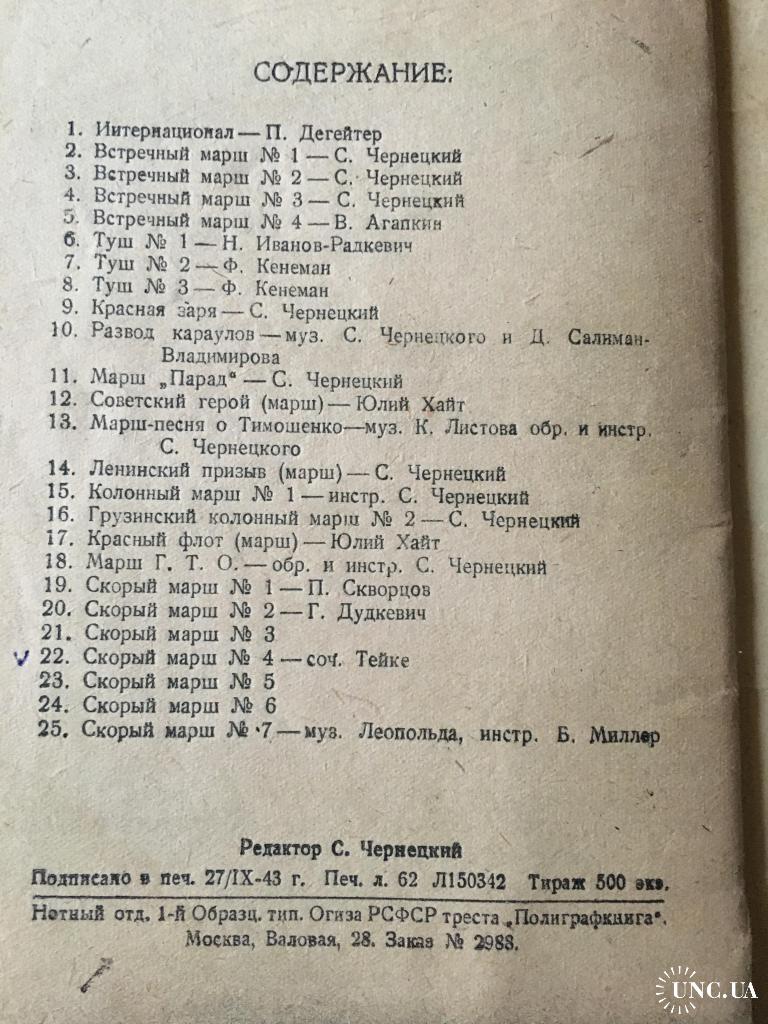 СОДЕРЖАНИЕ:
1. Интернационал — П. Дегейтер
2. Встречный марш № 1 — С. Чернецкий
3. Встречный марш № 2 — С. Чернецкий
4. Встречный марш № 3 — С. Чернецкий
5. Встречный марш № 4 — В. Агапкин
6. Туш № 1 — Н. Иванов-Радкевич
7. Туш № 2 — Ф. Кенеман
8. Туш № 3 — Ф. Кенеман
9. Красная заря — С. Чернецкий
10. Развод караулов — муз. С. Чернецкого и Д. Салиман-
Владимирова
11. Марш „Парад“ — С. Чернецкий
12. Советский герой (марш) — Юлий Хайт
13. Марш-песня о Тимошенко — муз. К. Листова обр. и инстр.
С. Чернецкого
14. Ленинский призыв (марш) — С. Чернецкий
15. Колонный марш № 1 — инстр. С. Чернецкий
16. Грузинский колонный марш № 2 — С. Чернецкий
17. Красный флот (марш) — Юлий Хайт
18. Марш Г. Т. О. — обр. и инстр. С. Чернецкий
19. Скорый марш № 1 — П. Скворцов
20. Скорый марш № 2 — Г. Дудкевич
21. Скорый марш № 3
22. Скорый марш № 4 — соч. Тейке
23. Скорый марш № 5
24. Скорый марш № 6
25. Скорый марш № 7 — муз. Леопольда, инстр. Б. Миллер
Редактор С. Чернецкий
Подписано в печ. 27/IX-43 г. Печ. л. 62 Л150342 Тираж 500 экз.
Нотный отд. 1-й Образц. тип. Огиза РСФСР треста „Полиграфкнига“.
Москва, Валовая, 28. Заказ № 2988.
UNC.UA